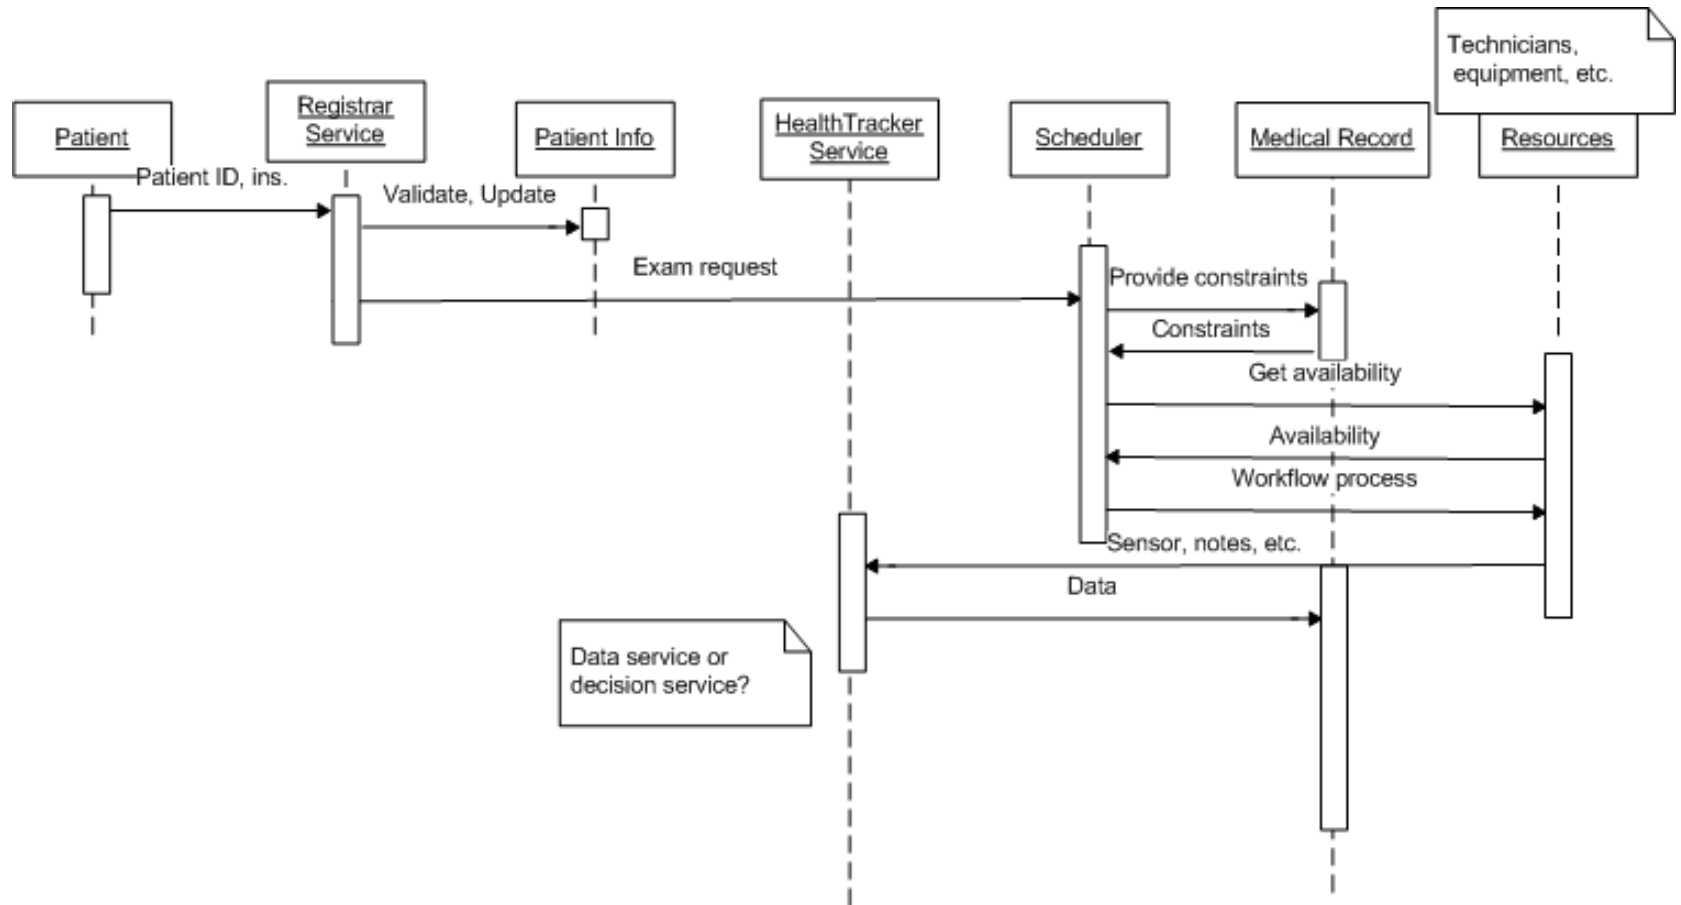 Technicians,
equipment, etc.
Patient
Registrar
Service
Patient Info
HealthTracker
Service
Scheduler
Medical Record
Resources
Patient ID, ins.
Validate, Update
Exam request
Provide constraints
Constraints
Get availability
Availability
Workflow process
Sensor, notes, etc.
Data
Data service or
decision service?